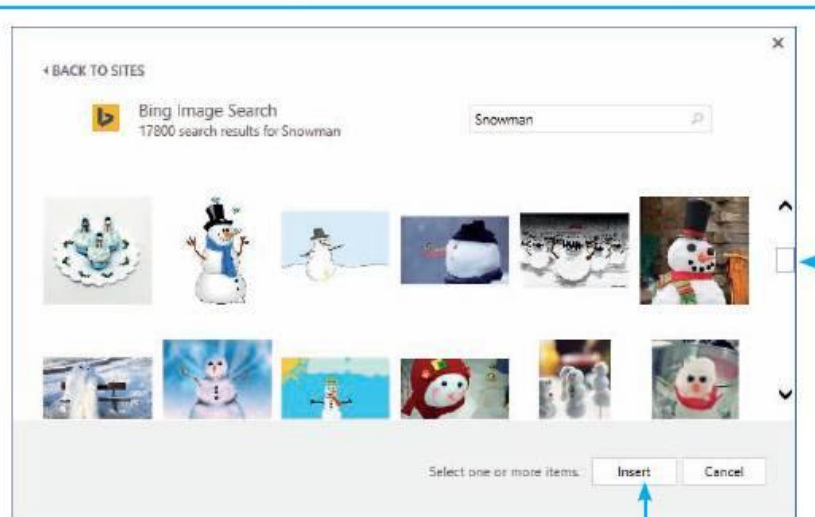 BACK TO SITES
Bing Image Search
17800 search results for Snowman
Snowman
Select one or more items.
Insert
Cancel